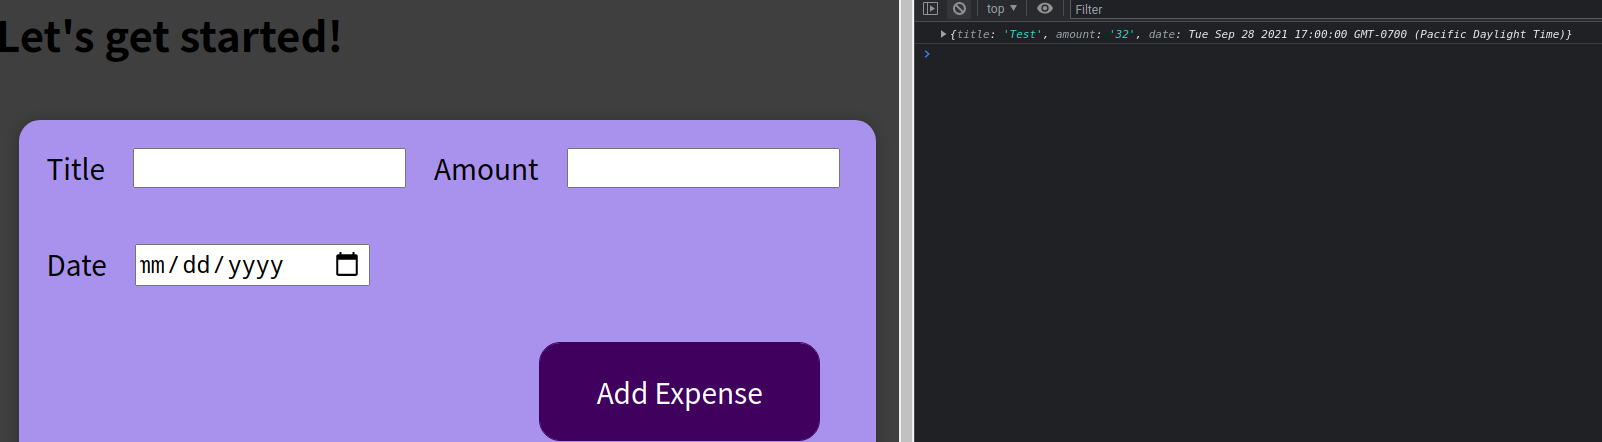 Let's get started!
Title
Amount
Date
mm/dd/yyyy
Add Expense
top
Filter
{title: 'Test', amount: '32', date: Tue Sep 28 2021 17:00:00 GMT-0700 (Pacific Daylight Time)}